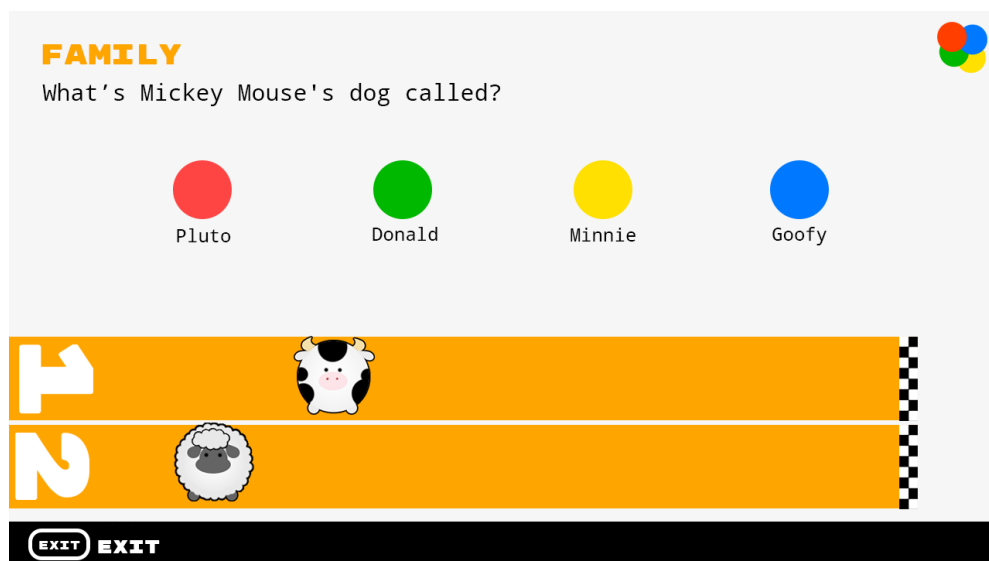 FAMILY
What’s Mickey Mouse's dog called?
Pluto Donald Minnie Goofy
1
2
EXIT EXIT